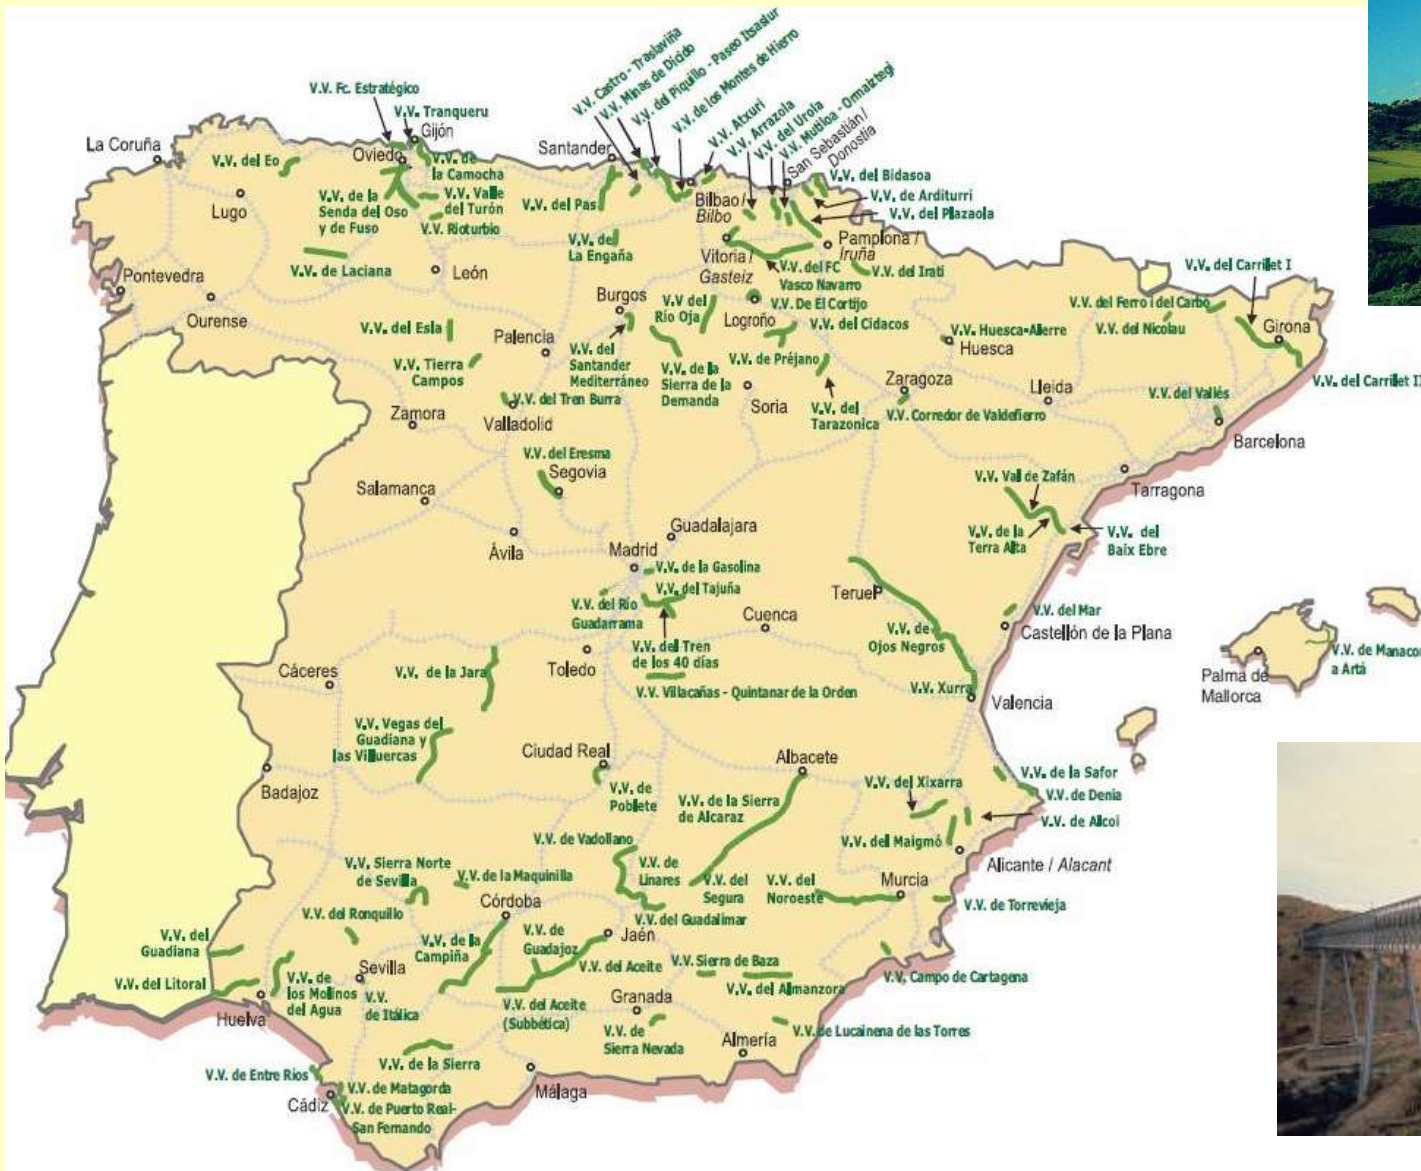 V.V. Castro - Traslaviña
V.V. Minas de Dicido
V.V. del Piquillo - Paseo Itsaslur
V.V. de los Montes de Hierro
V.V. Fc. Estratégico
V.V. Tranqueru
Gijón
La Coruña
V.V. del Eo
Oviedo
V.V. de
la Camocha
Santander
V.V. Atxuri
V.V. Arrazola
V.V. del Urola
V.V. Mutiloa - Ormaiztegi
San Sebastián /
Donostia
V.V. del Bidasoa
V.V. de Arditurri
V.V. del Plazaola
Lugo
V.V. de la
Senda del Oso
y de Fuso
V.V. Valle
del Turón
V.V. Rioturbio
V.V. del Pas
Bilbao /
Bilbo
V.V. de
La Engaña
Vitoria /
Gasteiz
Pamplona /
Iruña
V.V. del FC
Vasco Navarro
V.V. del Irati
V.V. de Laciana
León
Pontevedra
Ourense
Burgos
V.V del
Río Oja
V.V. De El Cortijo
Logroño
V.V. del Cidacos
V.V. del Carrilet I
V.V. del Ferro i del Carbó
V.V. del Nicolau
Girona
V.V. del Esla
Palencia
V.V. Tierra
Campos
V.V. del
Santander
Mediterráneo
V.V. de la
Sierra de la
Demanda
V.V. de Préjano
V.V. Huesca-Alerre
Huesca
V.V. del Carrilet II
Zamora
V.V. del Tren Burra
Valladolid
Soria
V.V. del
Tarazonica
Zaragoza
V.V. Corredor de Valdefierro
Lleida
V.V. del Vallés
Barcelona
V.V. del Eresma
Segovia
Salamanca
V.V. Val de Zafán
Tarragona
V.V. de la
Terra Alta
V.V. del
Baix Ebre
Ávila
Guadalajara
Madrid
V.V. de la Gasolina
V.V. del Tajuña
V.V. del Río
Guadarrama
Teruel
Cuenca
V.V. del Mar
Castellón de la Plana
V.V. del Tren
de los 40 días
V.V. de
Ojos Negros
V.V. de Manacor
a Artá
Palma de
Mallorca
Cáceres
V.V. de la Jara
Toledo
V.V. Villacañas - Quintanar de la Orden
V.V. Xurra
Valencia
V.V. Vegas del
Guadiana y
las Villuercas
Ciudad Real
Albacete
Badajoz
V.V. de
Poblete
V.V. de la Sierra
de Alcaraz
V.V. del Xixarra
V.V. de la Safor
V.V. de Denia
V.V. de Alcoi
V.V. del Maigmó
Alicante / Alacant
V.V. de Vadollano
V.V. Sierra Norte
de Sevilla
V.V. de la Maquinilla
V.V. de
Linares
V.V. del
Segura
V.V. del
Noroeste
Murcia
V.V. de Torrevieja
V.V. del Ronquillo
Córdoba
V.V. del Guadalimar
V.V. del
Guadiana
V.V. de la
Campiña
V.V. de
Guadajoz
Jaén
V.V. del Aceite
V.V. Sierra de Baza
V.V. Campo de Cartagena
V.V. del Litoral
V.V. de
los Molinos
del Agua
Sevilla
V.V.
de Itálica
Huelva
V.V. del Aceite
(Subbética)
Granada
V.V. del Almanzora
V.V. de
Sierra Nevada
Almería
V.V. de Lucainena de las Torres
V.V. de la Sierra
V.V. de Entre Rios
V.V. de Matagorda
Cádiz
V.V. de Puerto Real-
San Fernando
Málaga